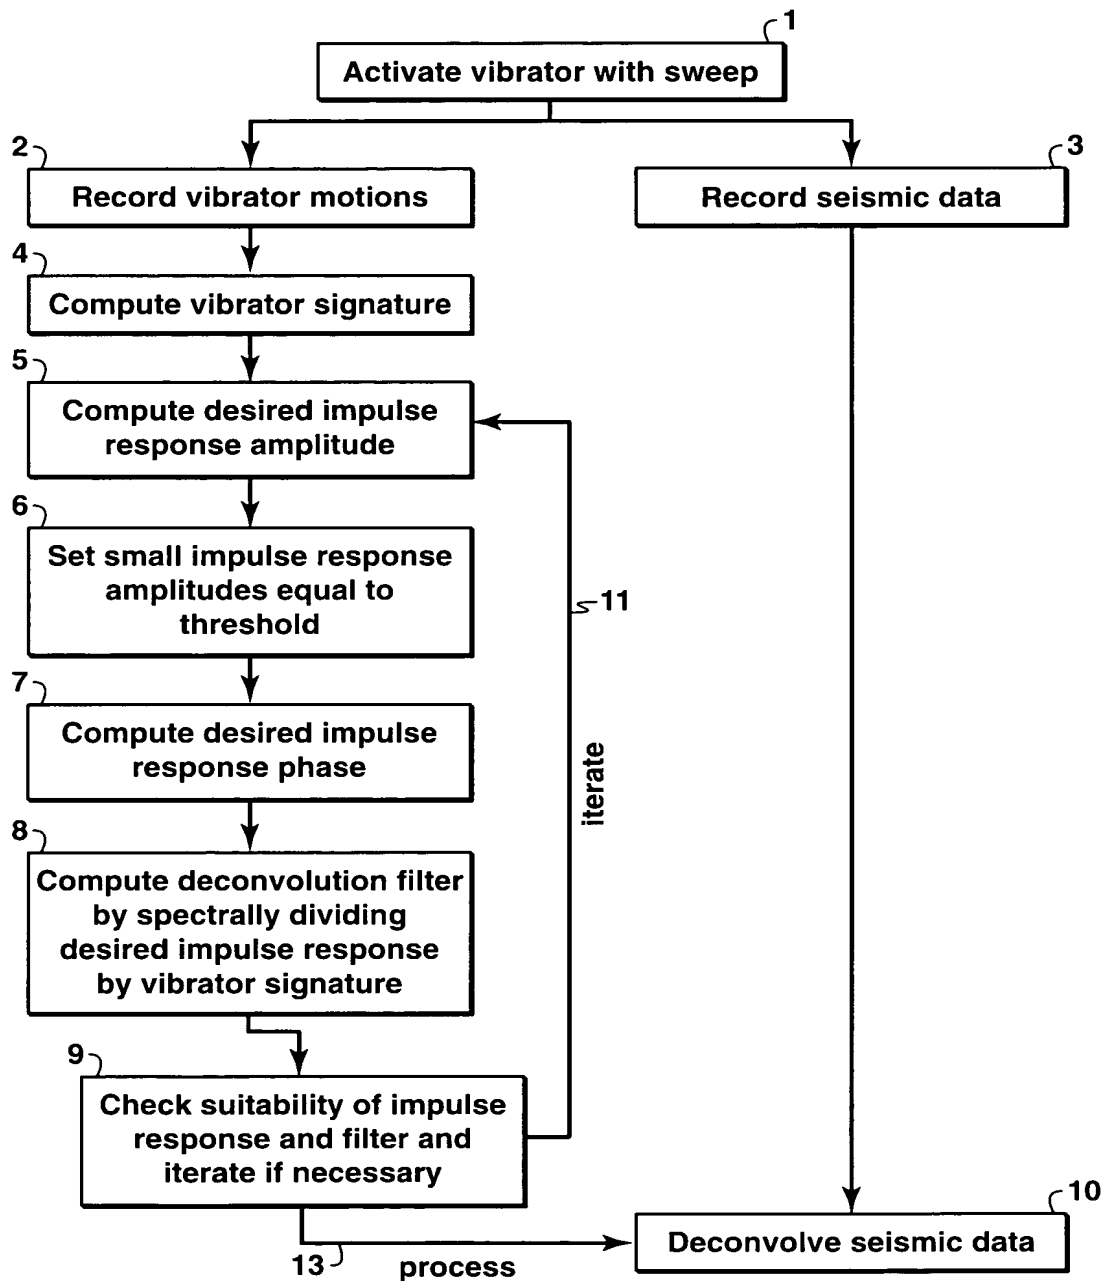 1
Activate vibrator with sweep
2
Record vibrator motions
3
Record seismic data
4
Compute vibrator signature
5
Compute desired impulse
response amplitude
6
Set small impulse response
amplitudes equal to
threshold
11
7
Compute desired impulse
response phase
iterate
8
Compute deconvolution filter
by spectrally dividing
desired impulse response
by vibrator signature
9
Check suitability of impulse
response and filter and
iterate if necessary
10
Deconvolve seismic data
13
process